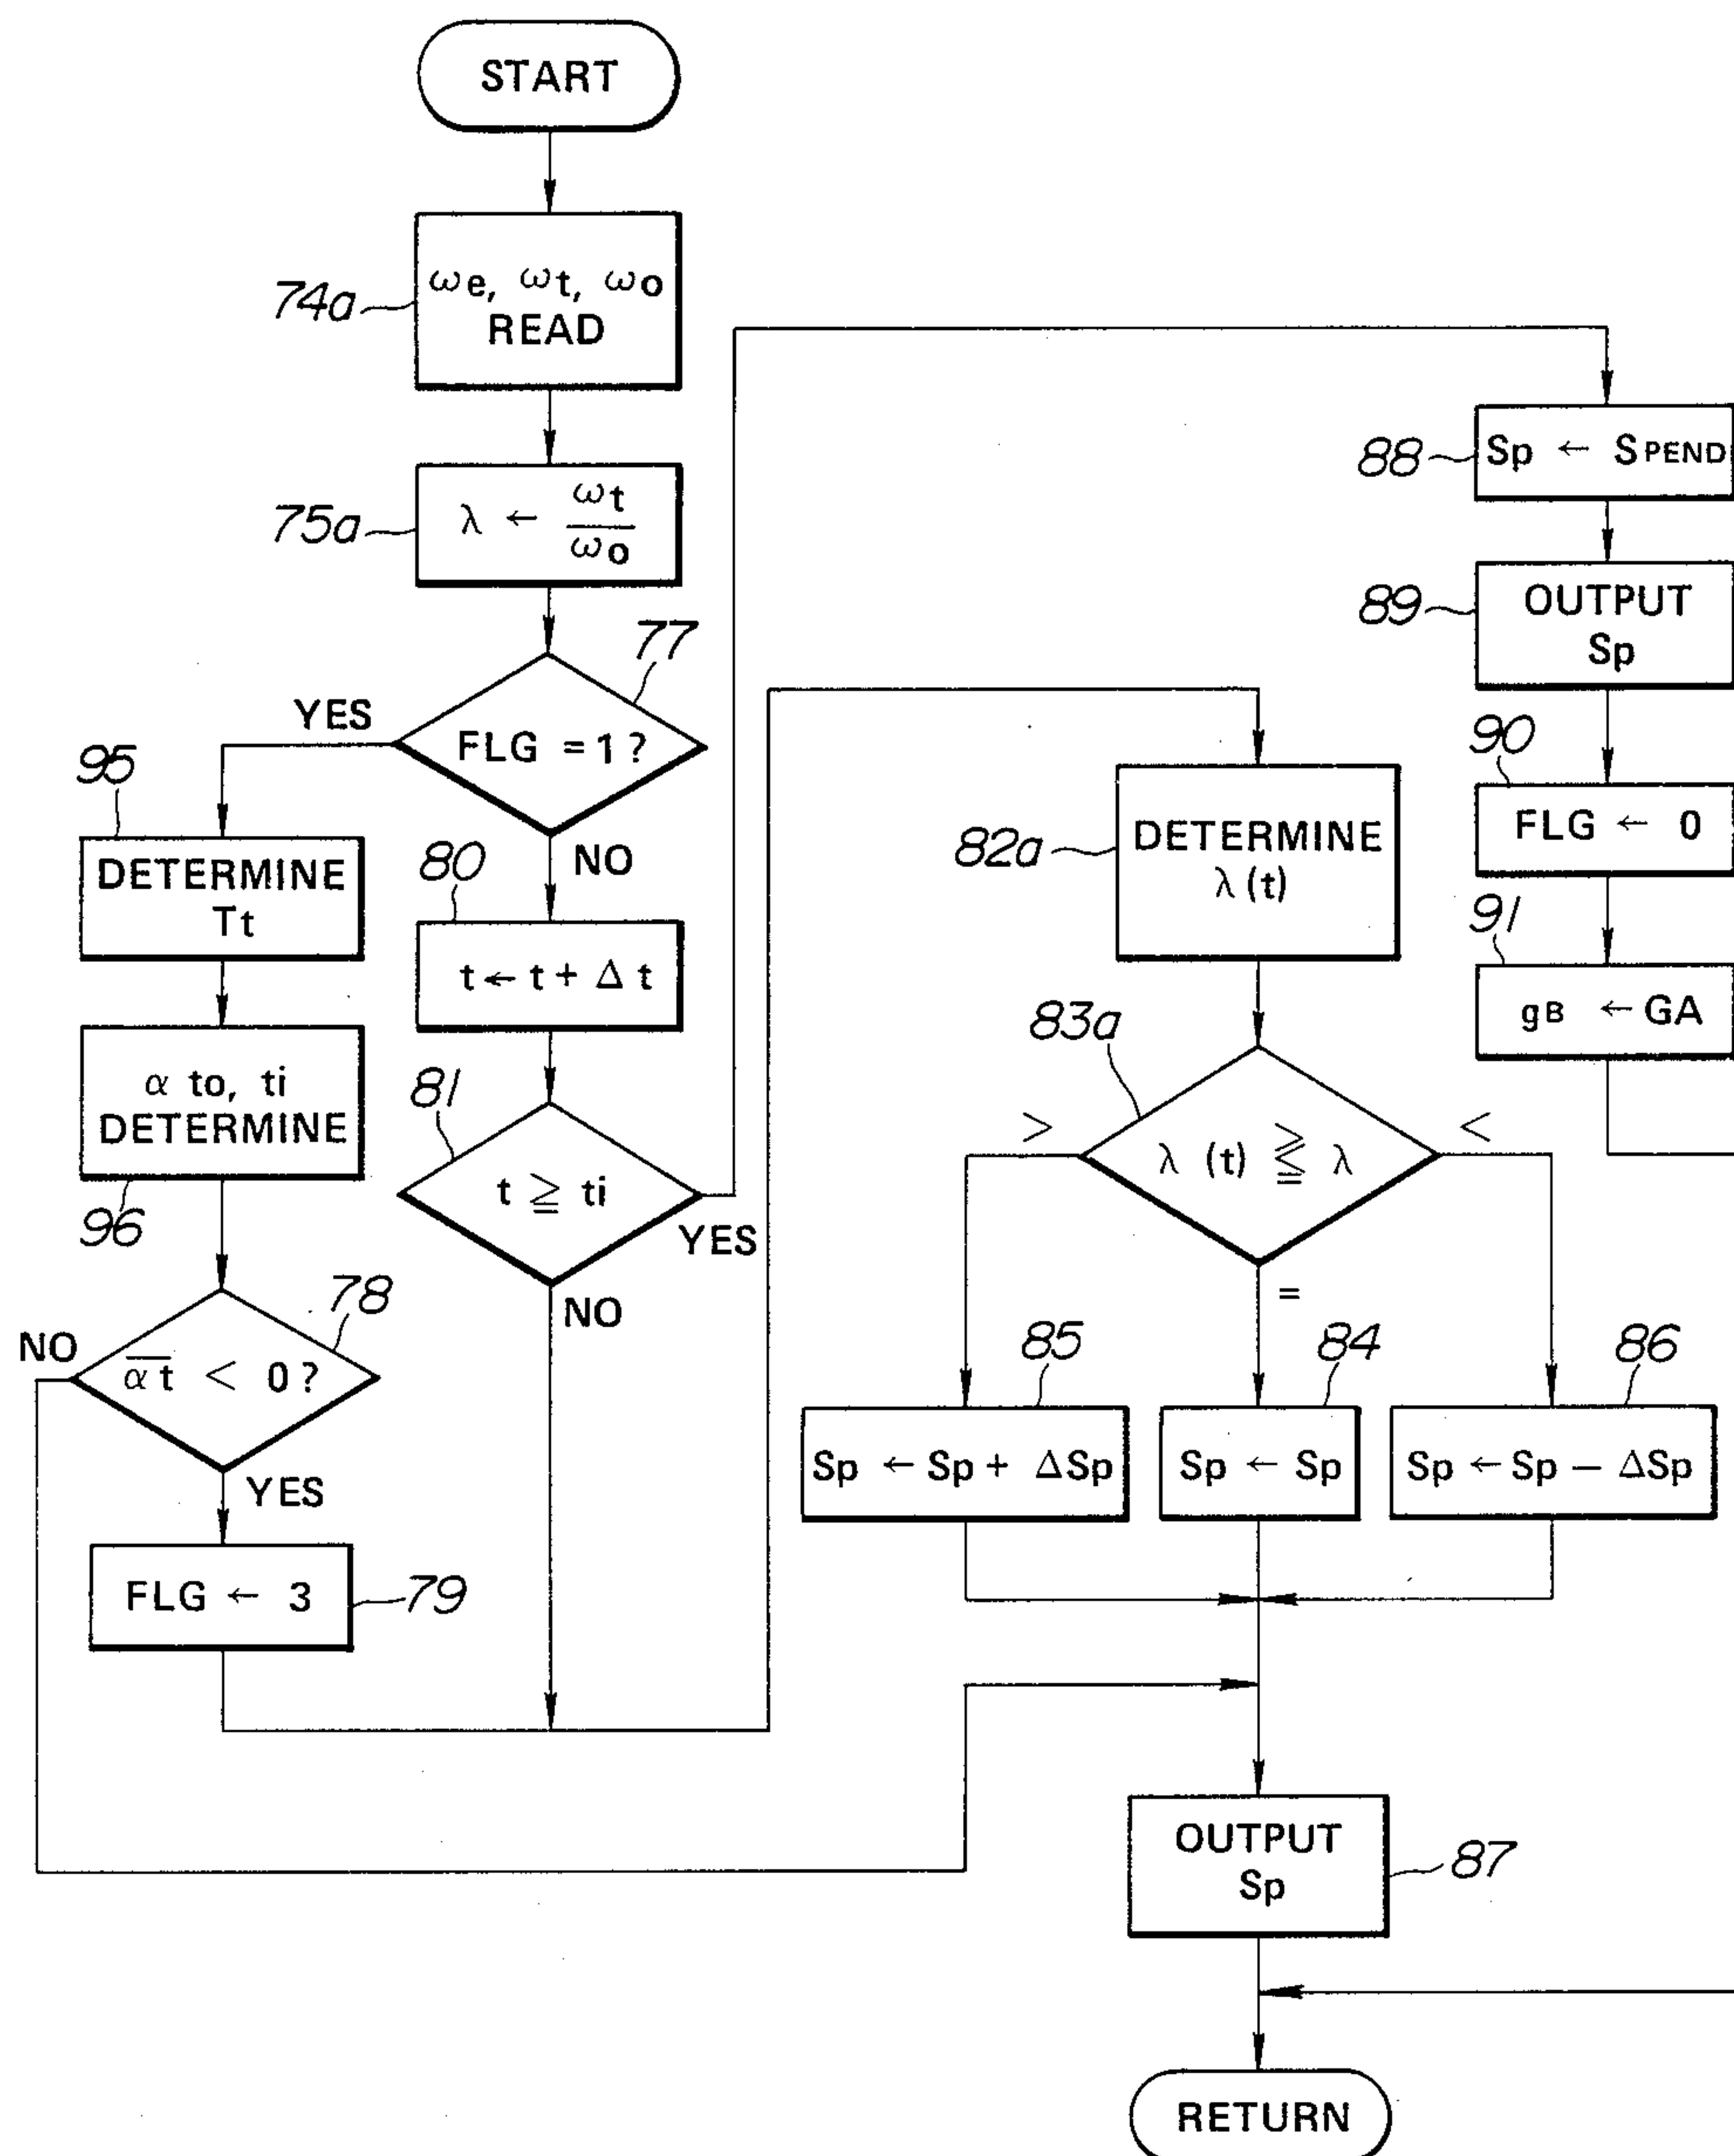 START
74a
ωe, ωt, ωo
READ
75a
λ ← ωt
ωo
77
YES
FLG = 1 ?
NO
95
DETERMINE
Tt
α to, ti
DETERMINE
96
78
NO
α̅t̅ < 0 ?
YES
FLG ← 3
79
80
t ← t + Δ t
81
t ≧ ti
YES
NO
82a
DETERMINE
λ (t)
83a
>
λ (t) ⪌ λ
<
=
85
Sp ← Sp + ΔSp
84
Sp ← Sp
86
Sp ← Sp − ΔSp
OUTPUT
Sp
87
RETURN
88
Sp ← SPEND
89
OUTPUT
Sp
90
FLG ← 0
91
gB ← GA